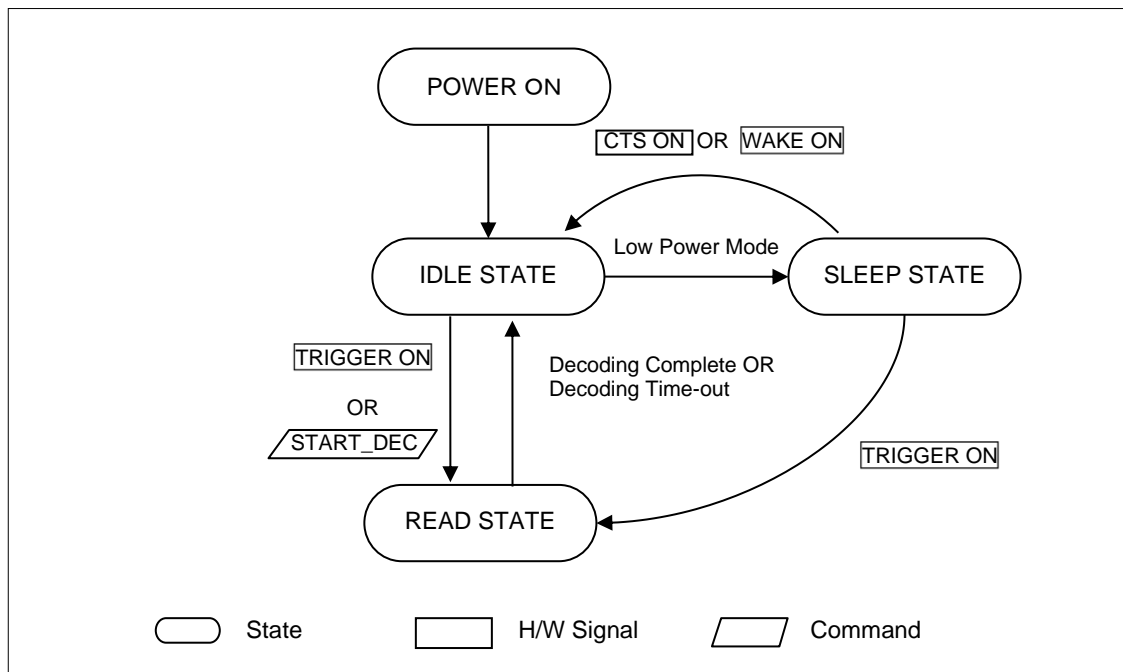 POWER ON
CTS ON OR WAKE ON
Low Power Mode
IDLE STATE
SLEEP STATE
TRIGGER ON
OR
START_DEC
Decoding Complete OR
Decoding Time-out
TRIGGER ON
READ STATE
State
H/W Signal
Command